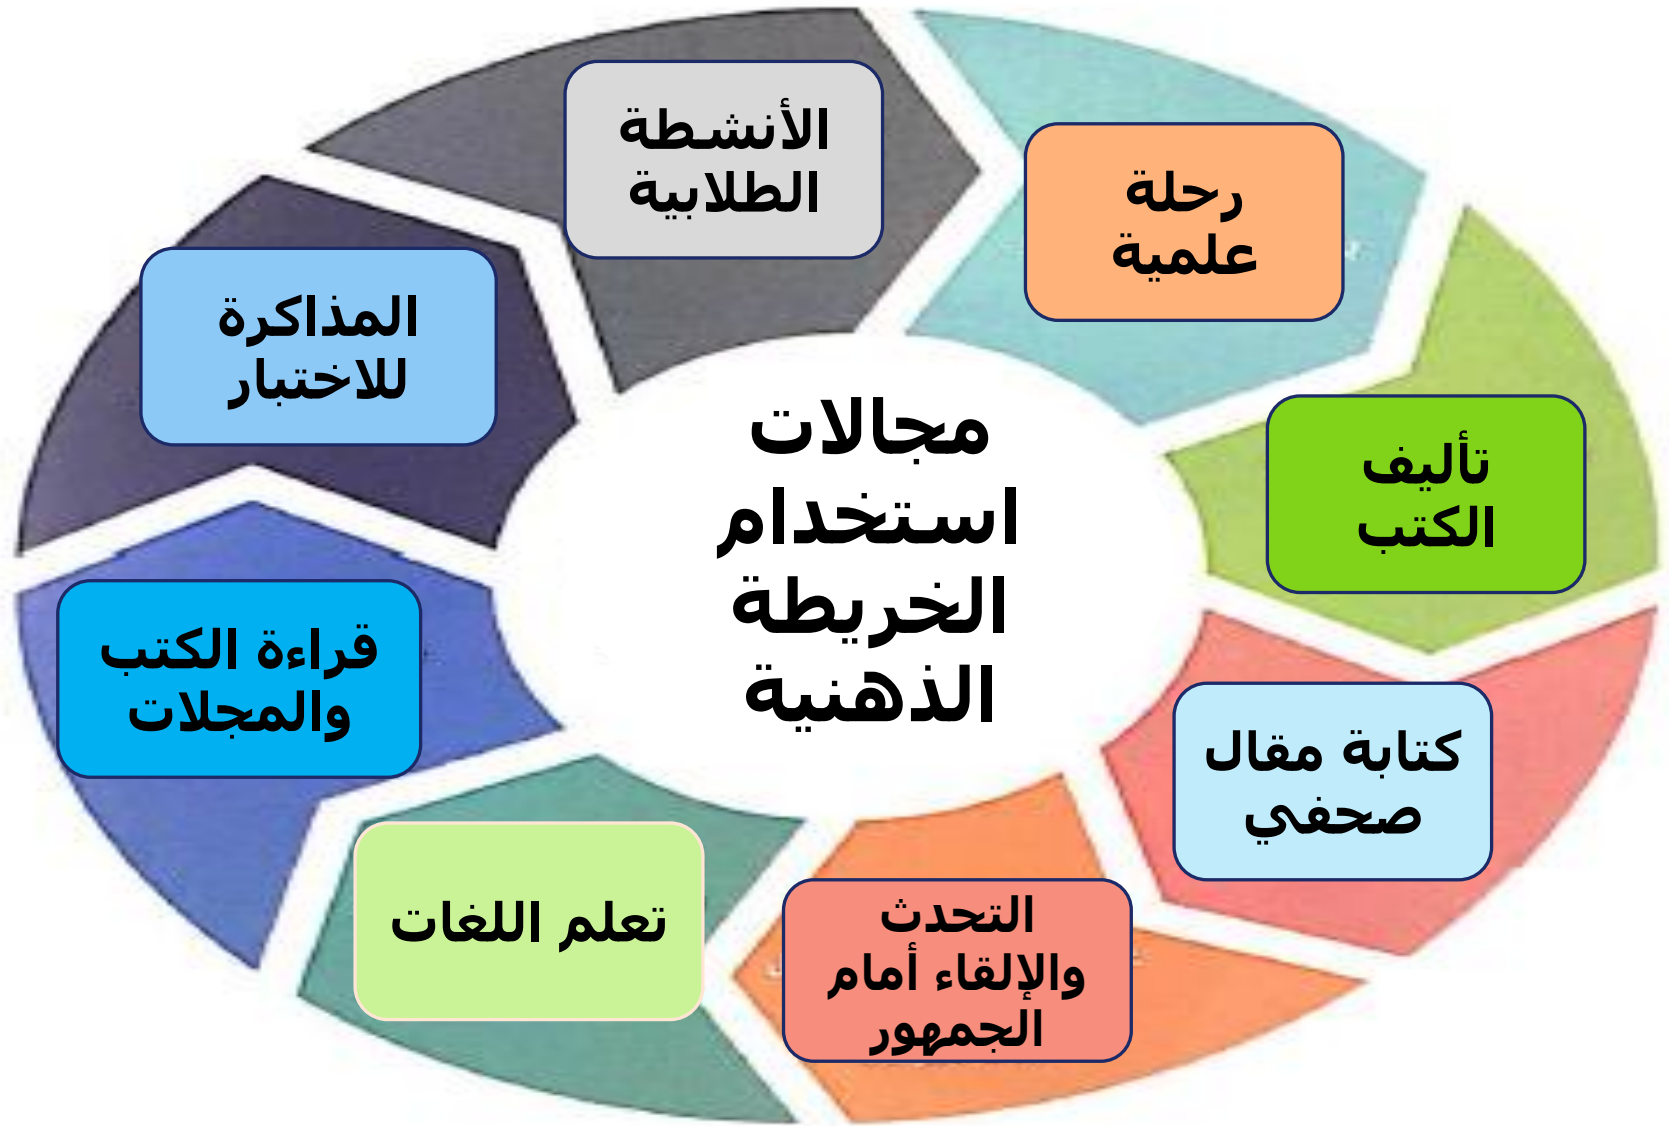 مجالات
استخدام
الخريطة
الذهنية
الأنشطة
الطلابية
رحلة
علمية
تأليف
الكتب
كتابة مقال
صحفي
التحدث
والإلقاء أمام
الجمهور
تعلم اللغات
قراءة الكتب
والمجلات
المذاكرة
للاختبار